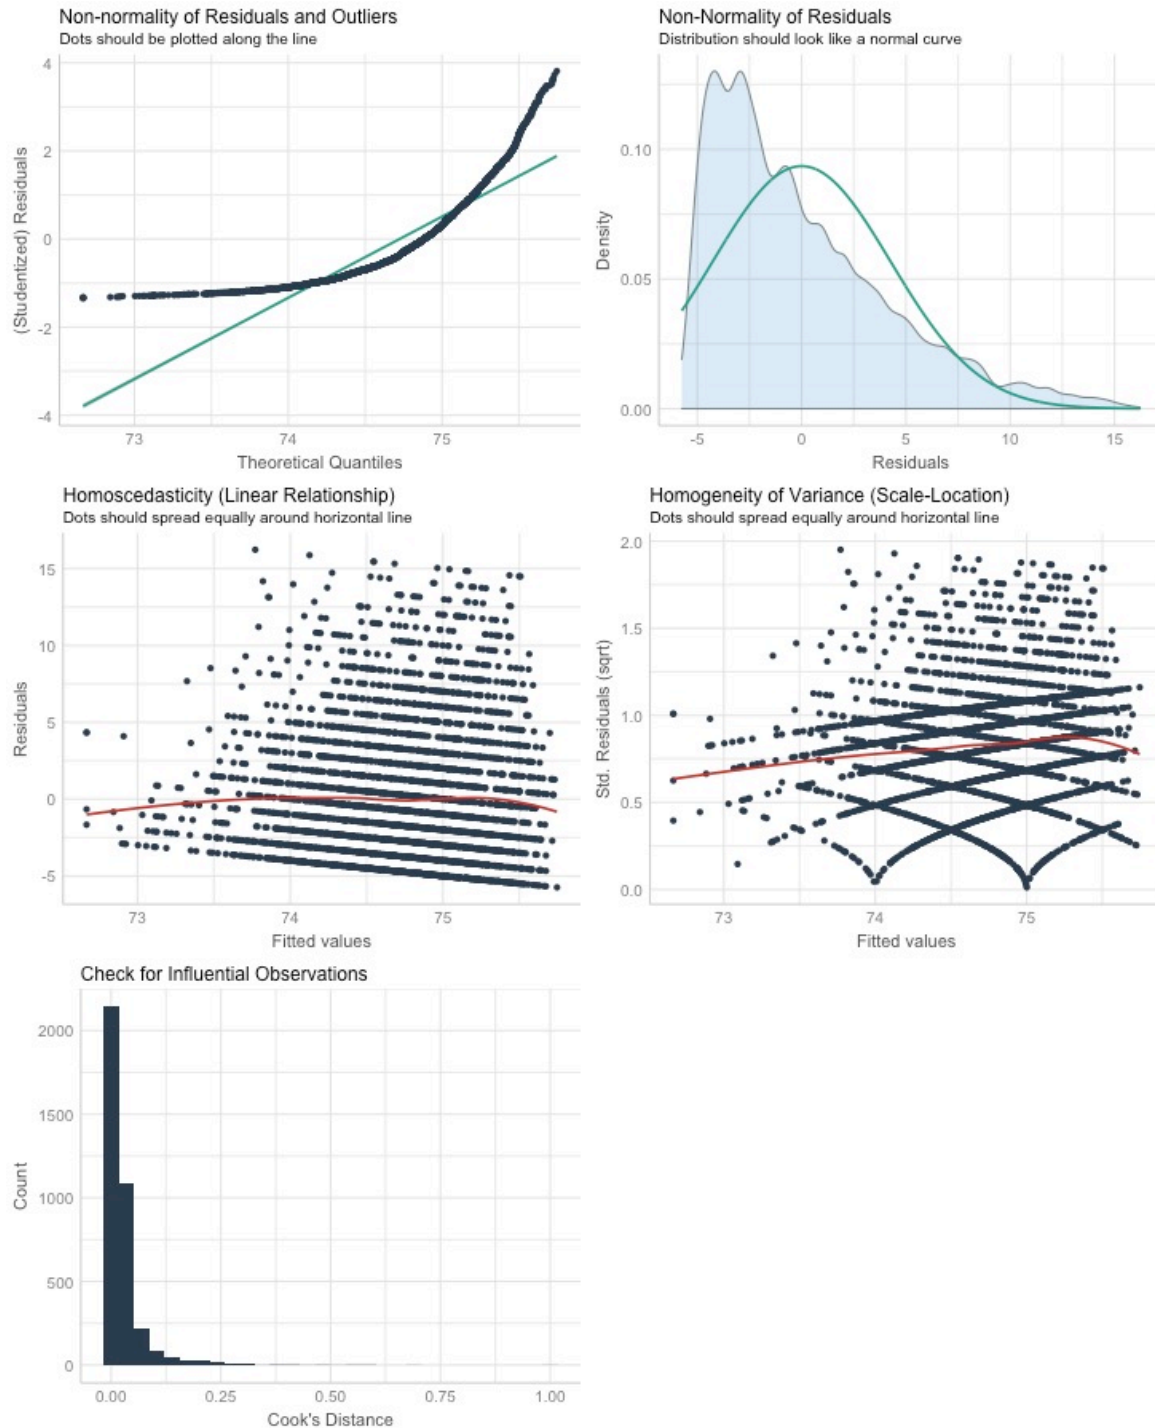 Non-normality of Residuals and Outliers
Dots should be plotted along the line
4
2
0
-2
-4
(Studentized) Residuals
73
74
75
Theoretical Quantiles
Non-Normality of Residuals
Distribution should look like a normal curve
0.10
0.05
0.00
Density
-5
0
5
10
15
Residuals
Homoscedasticity (Linear Relationship)
Dots should spread equally around horizontal line
15
10
5
0
-5
Residuals
73
74
75
Fitted values
Homogeneity of Variance (Scale-Location)
Dots should spread equally around horizontal line
2.0
1.5
1.0
0.5
0.0
Std. Residuals (sqrt)
73
74
75
Fitted values
Check for Influential Observations
2000
1500
1000
500
0
Count
0.00
0.25
0.50
0.75
1.00
Cook's Distance